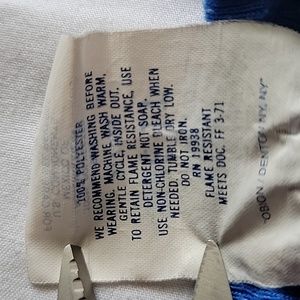 100% POLYESTER
WE RECOMMEND WASHING BEFORE
WEARING. MACHINE WASH WARM,
GENTLE CYCLE, INSIDE OUT.
TO RETAIN FLAME RESISTANCE, USE
DETERGENT NOT SOAP.
USE NON-CHLORINE BLEACH WHEN
NEEDED. TUMBLE DRY LOW.
DO NOT IRON.
RN 19938
FLAME RESISTANT
MEETS DOC. FF 3-71